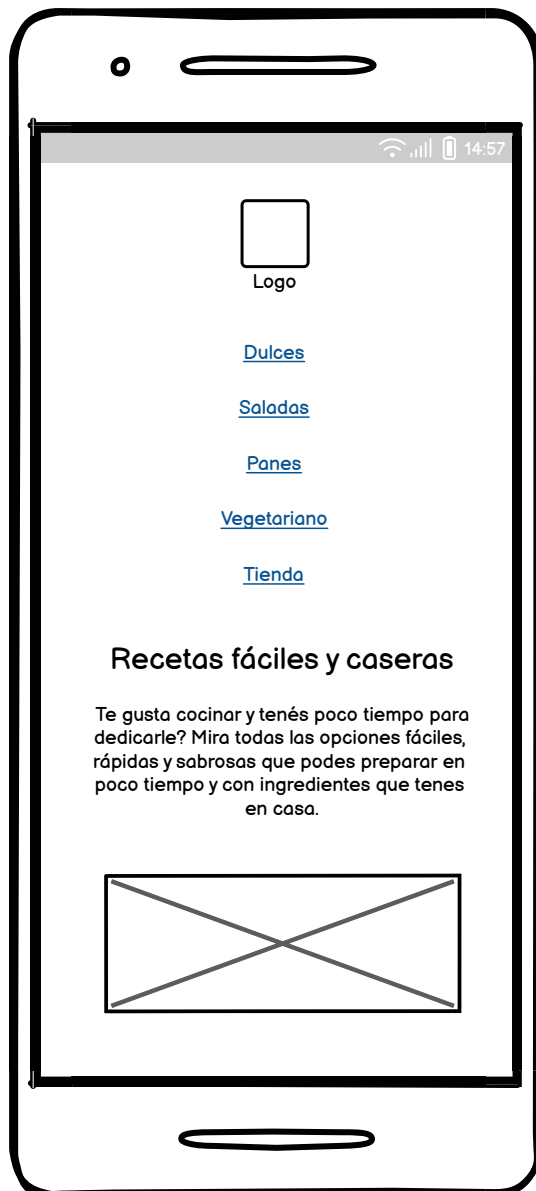 14:57
Logo
Dulces
Saladas
Panes
Vegetariano
Tienda
Recetas fáciles y caseras
Te gusta cocinar y tenés poco tiempo para
dedicarle? Mira todas las opciones fáciles,
rápidas y sabrosas que podes preparar en
poco tiempo y con ingredientes que tenes
en casa.